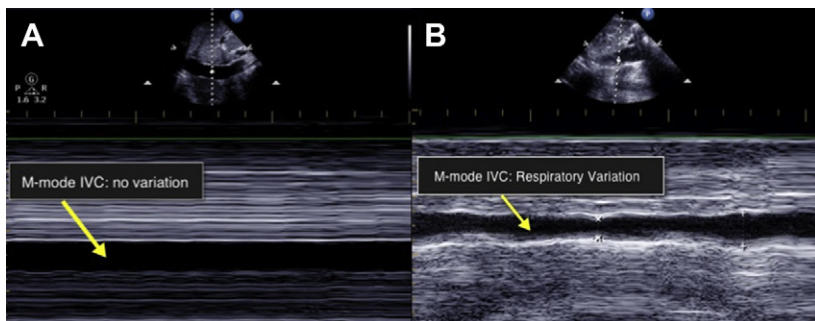 A
P
G
P R
1.6 3.2
M-mode IVC: no variation
B
P
M-mode IVC: Respiratory Variation